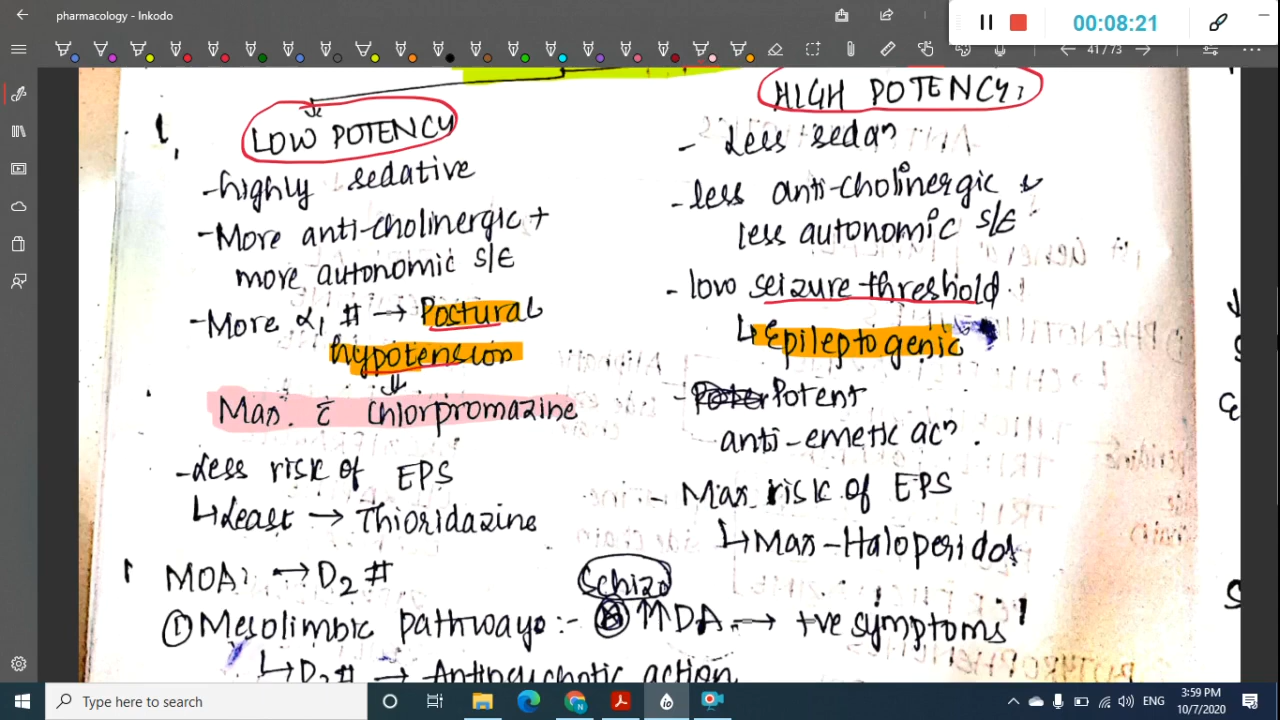 pharmacology - Inkodo
00:08:21
41 / 73
LOW POTENCY
-highly sedative
-More anti-cholinergic +
more autonomic S/E
-More α1 # → Postural
hypotension
Max. c̄ Chlorpromazine
-Less risk of EPS
↳Least → Thioridazine
HIGH POTENCY
- Less sedan
-less anti-cholinergic &
less autonomic S/E
- low seizure threshold
↳Epileptogenic
- Potent
anti-emetic acn.
- Max risk of EPS
↳Max-Haloperidol
MOA: → D2 #
Schizo
① Mesolimbic pathway :- ↑↑DA → +ve symptoms
↳D2 # → Antipsychotic action
Type here to search
ENG
3:59 PM
10/7/2020